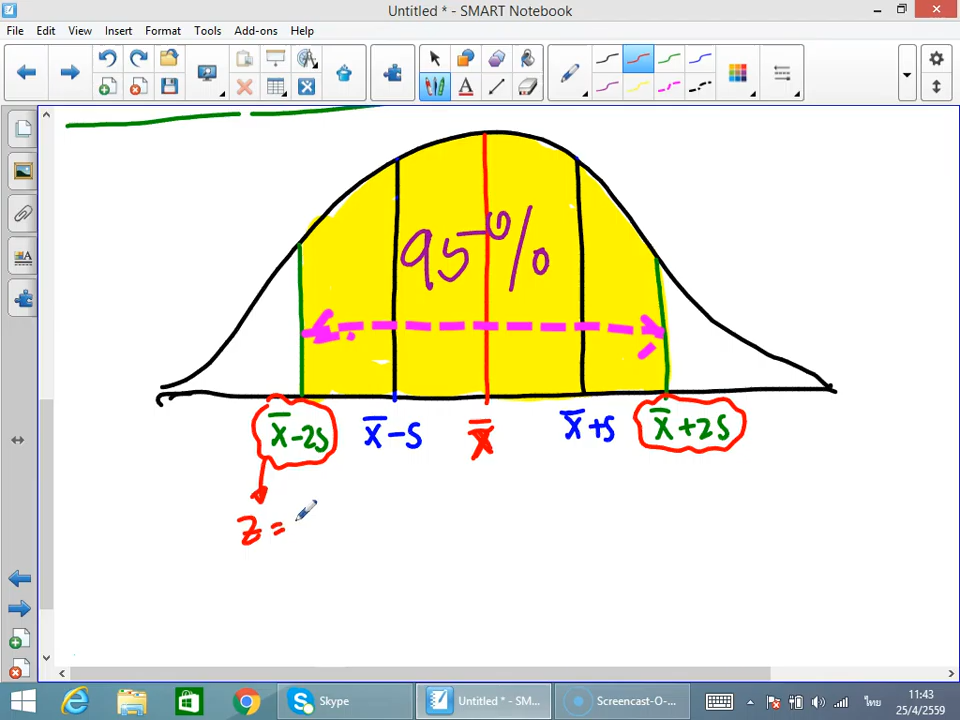 Untitled * - SMART Notebook
File Edit View Insert Format Tools Add-ons Help
95%
x̄-2s x̄-s x̄ x̄+s x̄+2s
z =
Skype
Untitled * - SM...
Screencast-O-...
ไทย
11:43
25/4/2559